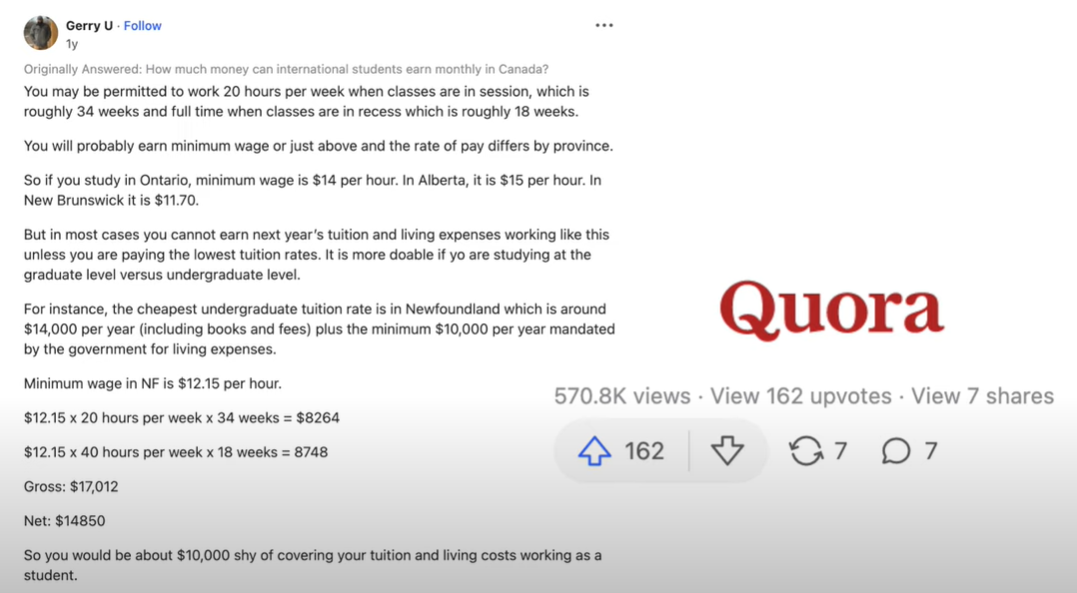 Gerry U · Follow
1y
Originally Answered: How much money can international students earn monthly in Canada?
You may be permitted to work 20 hours per week when classes are in session, which is
roughly 34 weeks and full time when classes are in recess which is roughly 18 weeks.
You will probably earn minimum wage or just above and the rate of pay differs by province.
So if you study in Ontario, minimum wage is $14 per hour. In Alberta, it is $15 per hour. In
New Brunswick it is $11.70.
But in most cases you cannot earn next year's tuition and living expenses working like this
unless you are paying the lowest tuition rates. It is more doable if yo are studying at the
graduate level versus undergraduate level.
For instance, the cheapest undergraduate tuition rate is in Newfoundland which is around
$14,000 per year (including books and fees) plus the minimum $10,000 per year mandated
by the government for living expenses.
Minimum wage in NF is $12.15 per hour.
$12.15 x 20 hours per week x 34 weeks = $8264
$12.15 x 40 hours per week x 18 weeks = 8748
Gross: $17,012
Net: $14850
So you would be about $10,000 shy of covering your tuition and living costs working as a
student.
Quora
570.8K views · View 162 upvotes · View 7 shares
162 7 7